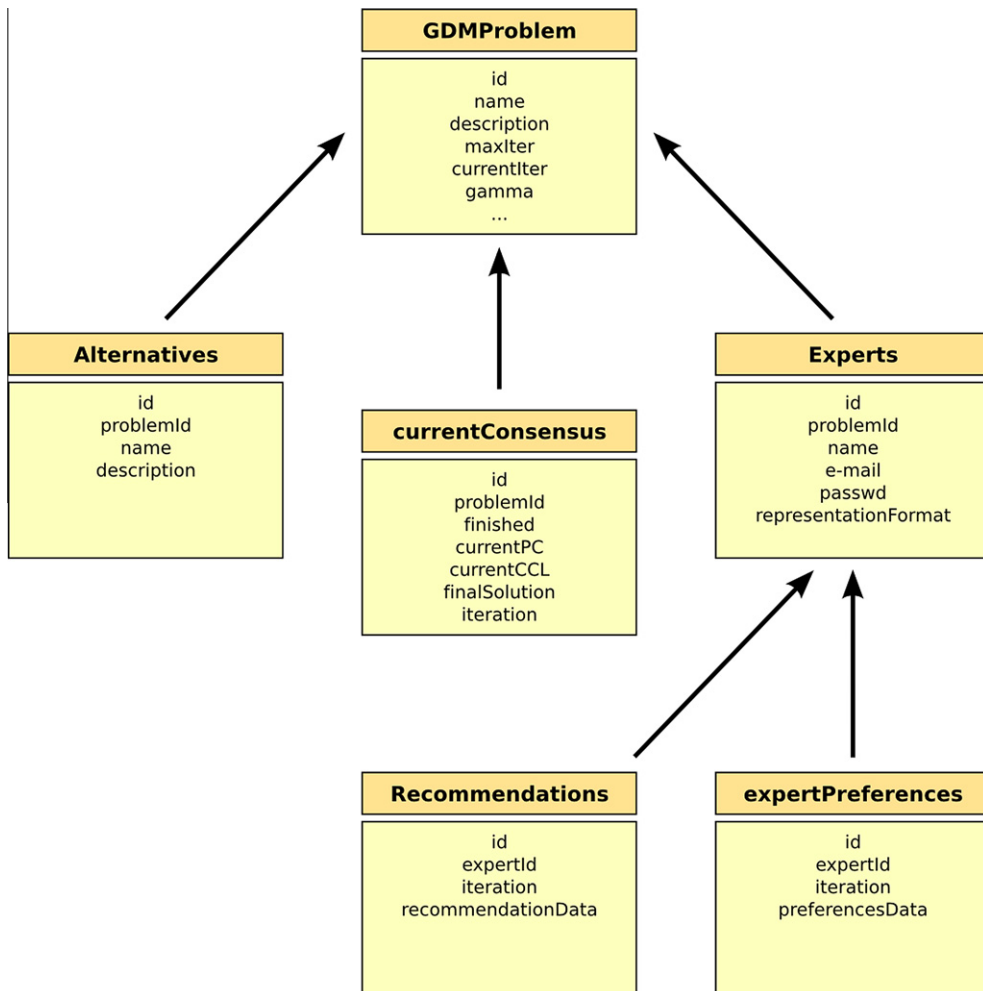 GDMProblem
id
name
description
maxIter
currentIter
gamma
...
Alternatives
id
problemId
name
description
currentConsensus
id
problemId
finished
currentPC
currentCCL
finalSolution
iteration
Experts
id
problemId
name
e-mail
passwd
representationFormat
Recommendations
id
expertId
iteration
recommendationData
expertPreferences
id
expertId
iteration
preferencesData